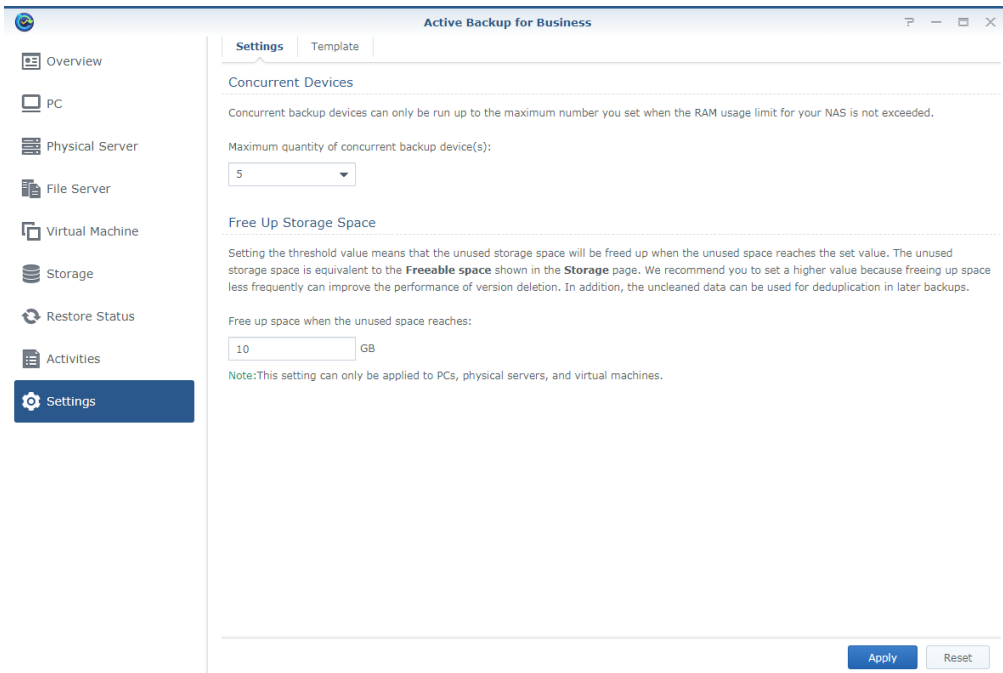 Active Backup for Business
Overview
PC
Physical Server
File Server
Virtual Machine
Storage
Restore Status
Activities
Settings
Settings
Template
Concurrent Devices
Concurrent backup devices can only be run up to the maximum number you set when the RAM usage limit for your NAS is not exceeded.
Maximum quantity of concurrent backup device(s):
5
Free Up Storage Space
Setting the threshold value means that the unused storage space will be freed up when the unused space reaches the set value. The unused
storage space is equivalent to the Freeable space shown in the Storage page. We recommend you to set a higher value because freeing up space
less frequently can improve the performance of version deletion. In addition, the uncleaned data can be used for deduplication in later backups.
Free up space when the unused space reaches:
10 GB
Note:This setting can only be applied to PCs, physical servers, and virtual machines.
Apply
Reset